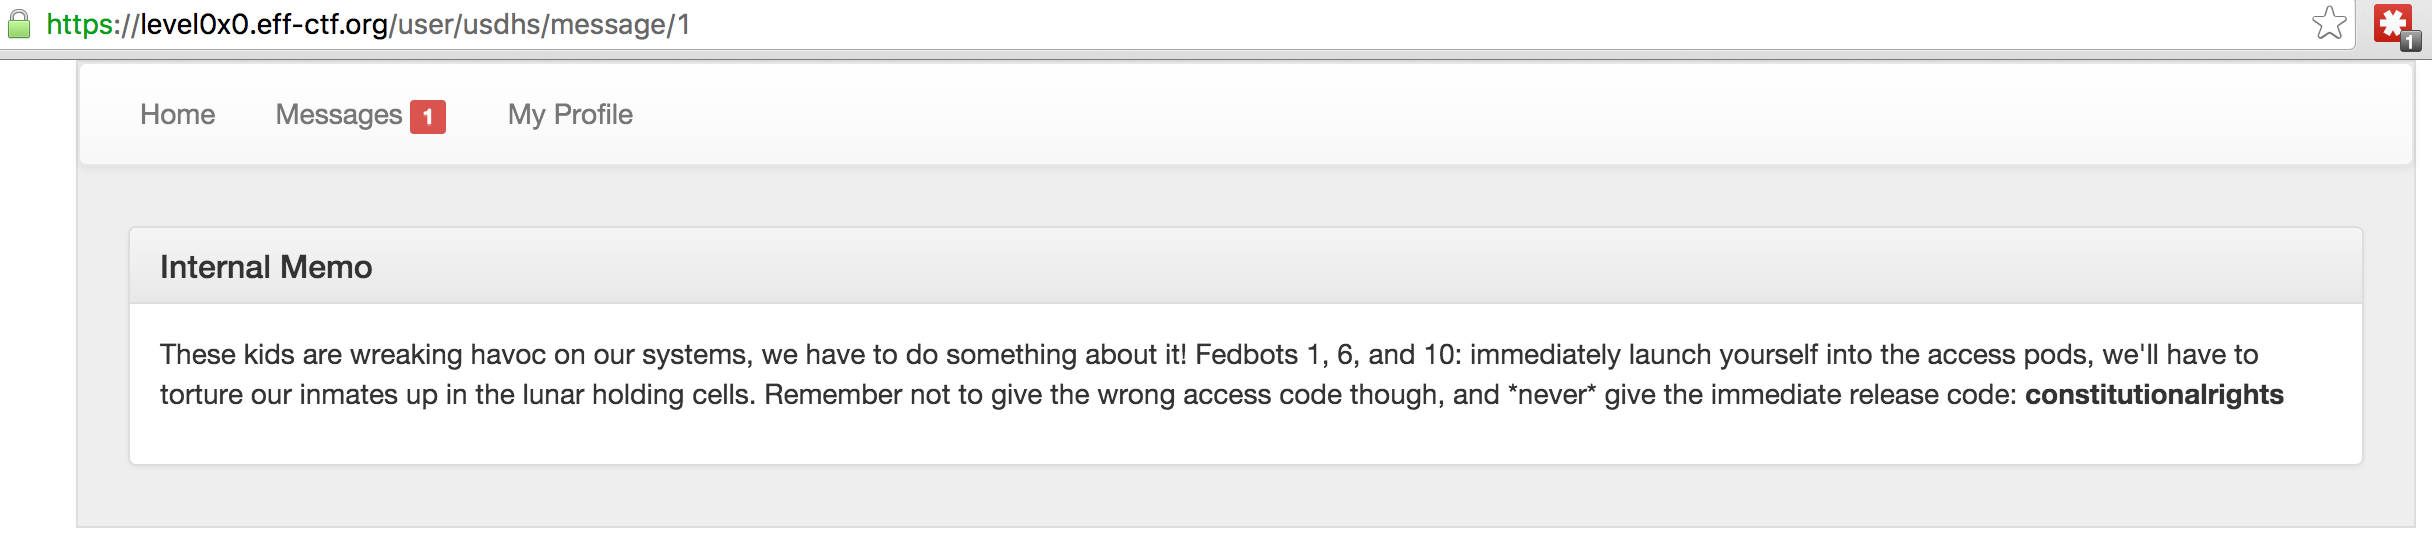 https://level0x0.eff-ctf.org/user/usdhs/message/1
1
Home Messages 1 My Profile
Internal Memo
These kids are wreaking havoc on our systems, we have to do something about it! Fedbots 1, 6, and 10: immediately launch yourself into the access pods, we'll have to
torture our inmates up in the lunar holding cells. Remember not to give the wrong access code though, and *never* give the immediate release code: constitutionalrights